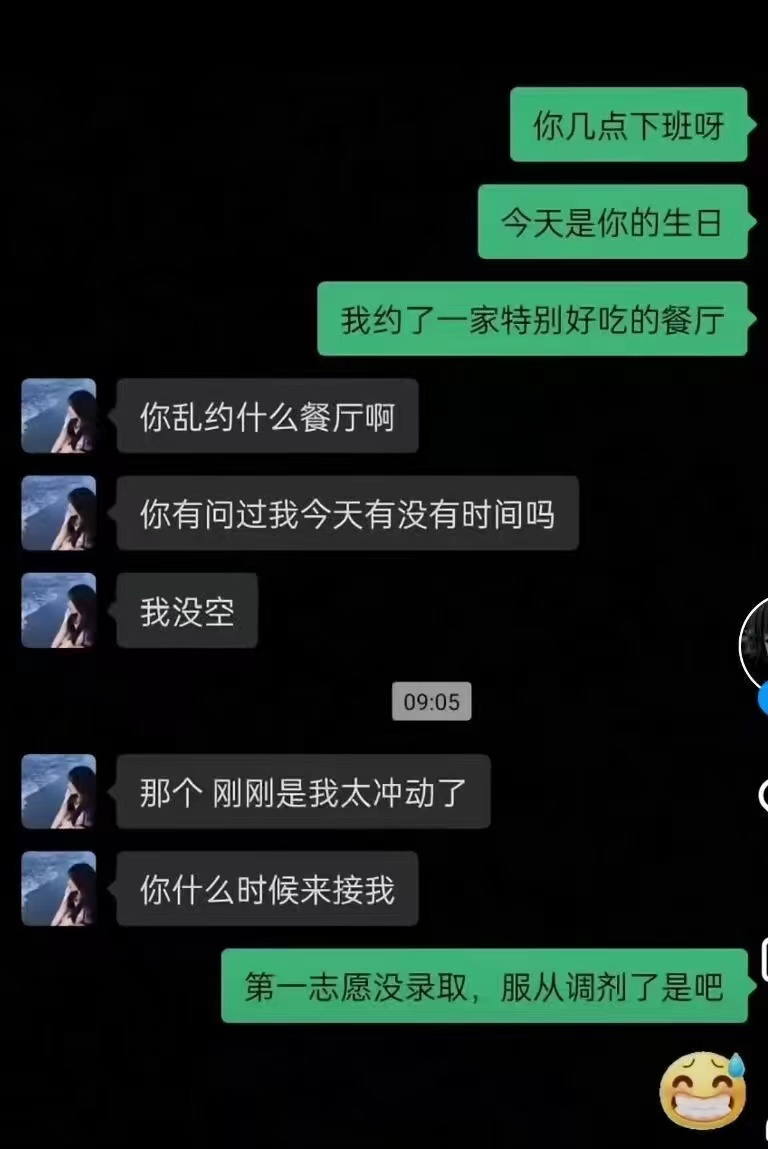 你几点下班呀
今天是你的生日
我约了一家特别好吃的餐厅
你乱约什么餐厅啊
你有问过我今天有没有时间吗
我没空
09:05
那个 刚刚是我太冲动了
你什么时候来接我
第一志愿没录取，服从调剂了是吧